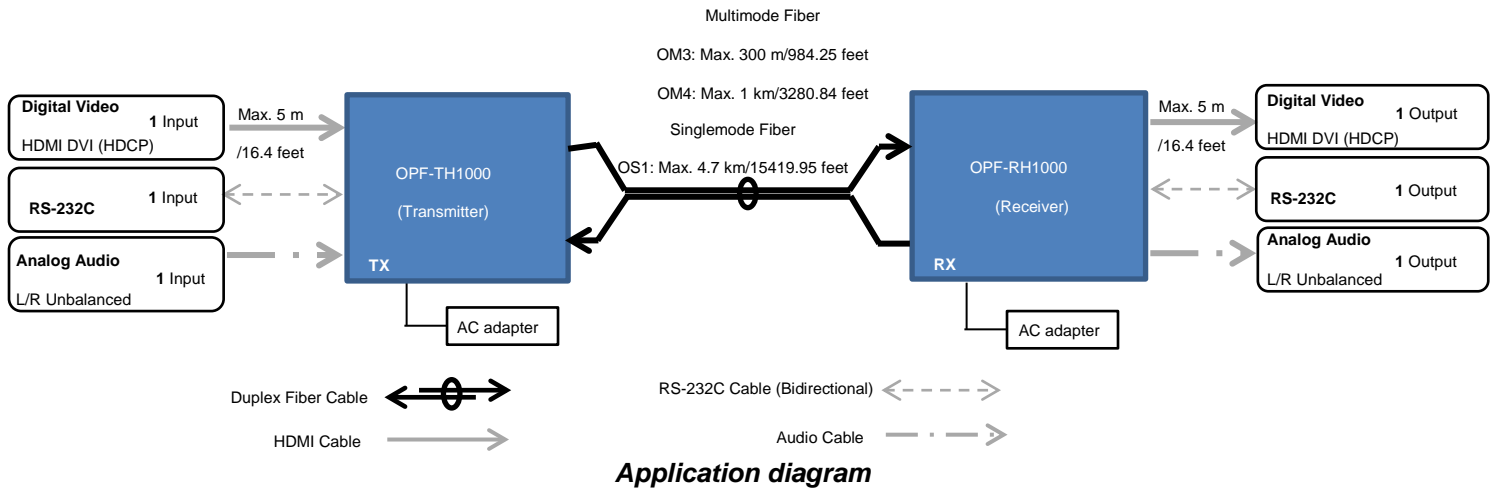 Multimode Fiber
OM3: Max. 300 m/984.25 feet
OM4: Max. 1 km/3280.84 feet
Singlemode Fiber
OS1: Max. 4.7 km/15419.95 feet
Digital Video
1 Input
HDMI DVI (HDCP)
Max. 5 m
/16.4 feet
RS-232C
1 Input
Analog Audio
1 Input
L/R Unbalanced
OPF-TH1000
(Transmitter)
TX
AC adapter
OPF-RH1000
(Receiver)
RX
AC adapter
Max. 5 m
/16.4 feet
Digital Video
1 Output
HDMI DVI (HDCP)
RS-232C
1 Output
Analog Audio
1 Output
L/R Unbalanced
Duplex Fiber Cable
HDMI Cable
RS-232C Cable (Bidirectional)
Audio Cable
Application diagram